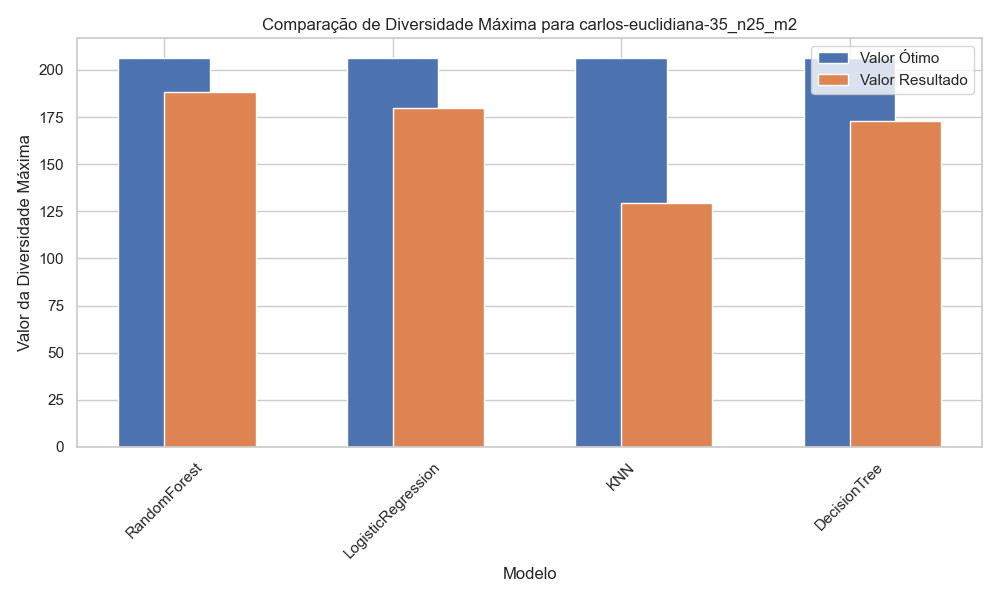 Comparação de Diversidade Máxima para carlos-euclidiana-35_n25_m2
Valor Ótimo
Valor Resultado
Valor da Diversidade Máxima
200
175
150
125
100
75
50
25
0
RandomForest
LogisticRegression
KNN
DecisionTree
Modelo